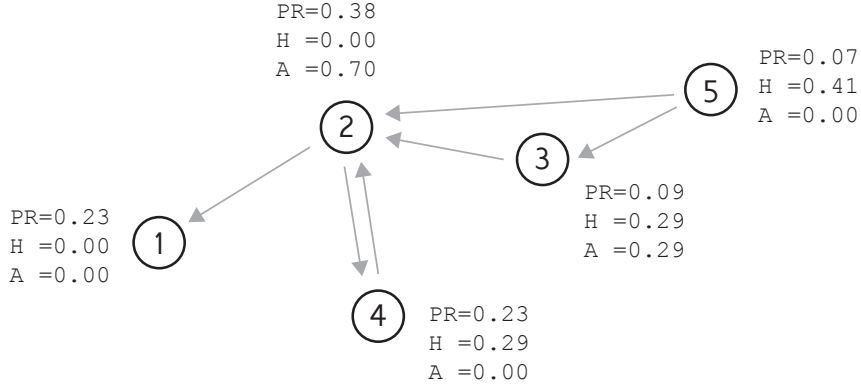 PR=0.38
H =0.00
A =0.70
2
5
PR=0.07
H =0.41
A =0.00
3
PR=0.09
H =0.29
A =0.29
PR=0.23
H =0.00
A =0.00
1
4
PR=0.23
H =0.29
A =0.00